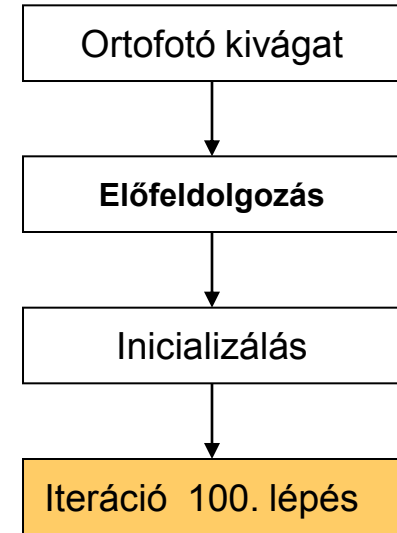 Ortofotó kivágat
Előfeldolgozás
Inicializálás
Iteráció 100. lépés